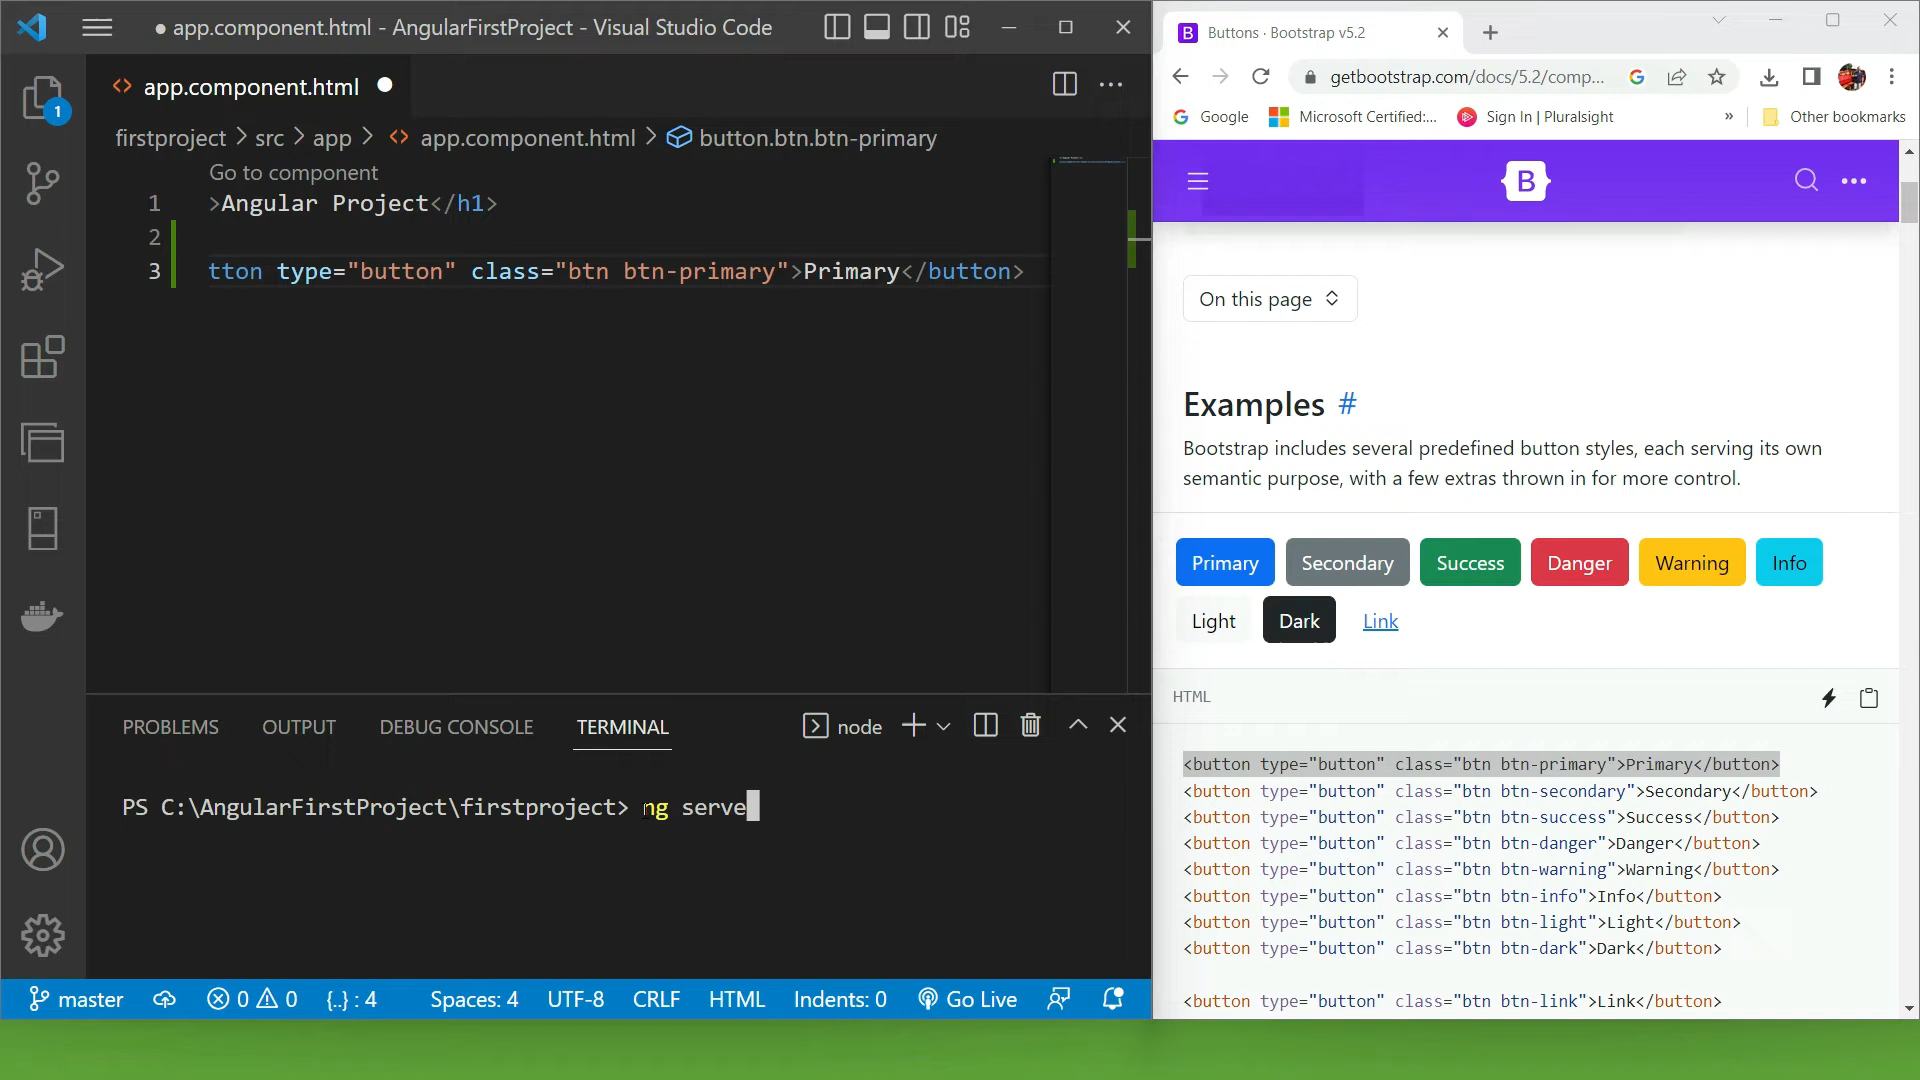 ● app.component.html - AngularFirstProject - Visual Studio Code
app.component.html
1
firstproject > src > app > app.component.html > button.btn.btn-primary
Go to component
1 >Angular Project</h1>
2
3 tton type="button" class="btn btn-primary">Primary</button>
PROBLEMS OUTPUT DEBUG CONSOLE TERMINAL node
PS C:\AngularFirstProject\firstproject> ng serve
master 0 0 {..} : 4 Spaces: 4 UTF-8 CRLF HTML Indents: 0 Go Live
B Buttons · Bootstrap v5.2
getbootstrap.com/docs/5.2/comp...
Google Microsoft Certified:... Sign In | Pluralsight » Other bookmarks
B
On this page
Examples #
Bootstrap includes several predefined button styles, each serving its own
semantic purpose, with a few extras thrown in for more control.
Primary Secondary Success Danger Warning Info
Light Dark Link
HTML
<button type="button" class="btn btn-primary">Primary</button>
<button type="button" class="btn btn-secondary">Secondary</button>
<button type="button" class="btn btn-success">Success</button>
<button type="button" class="btn btn-danger">Danger</button>
<button type="button" class="btn btn-warning">Warning</button>
<button type="button" class="btn btn-info">Info</button>
<button type="button" class="btn btn-light">Light</button>
<button type="button" class="btn btn-dark">Dark</button>
<button type="button" class="btn btn-link">Link</button>